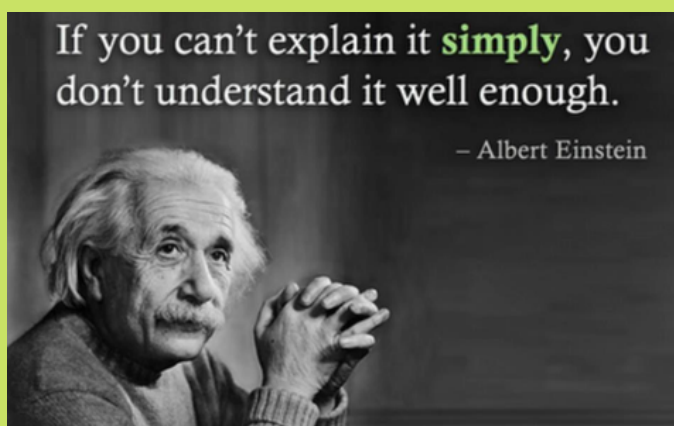 If you can’t explain it simply, you
don’t understand it well enough.
– Albert Einstein